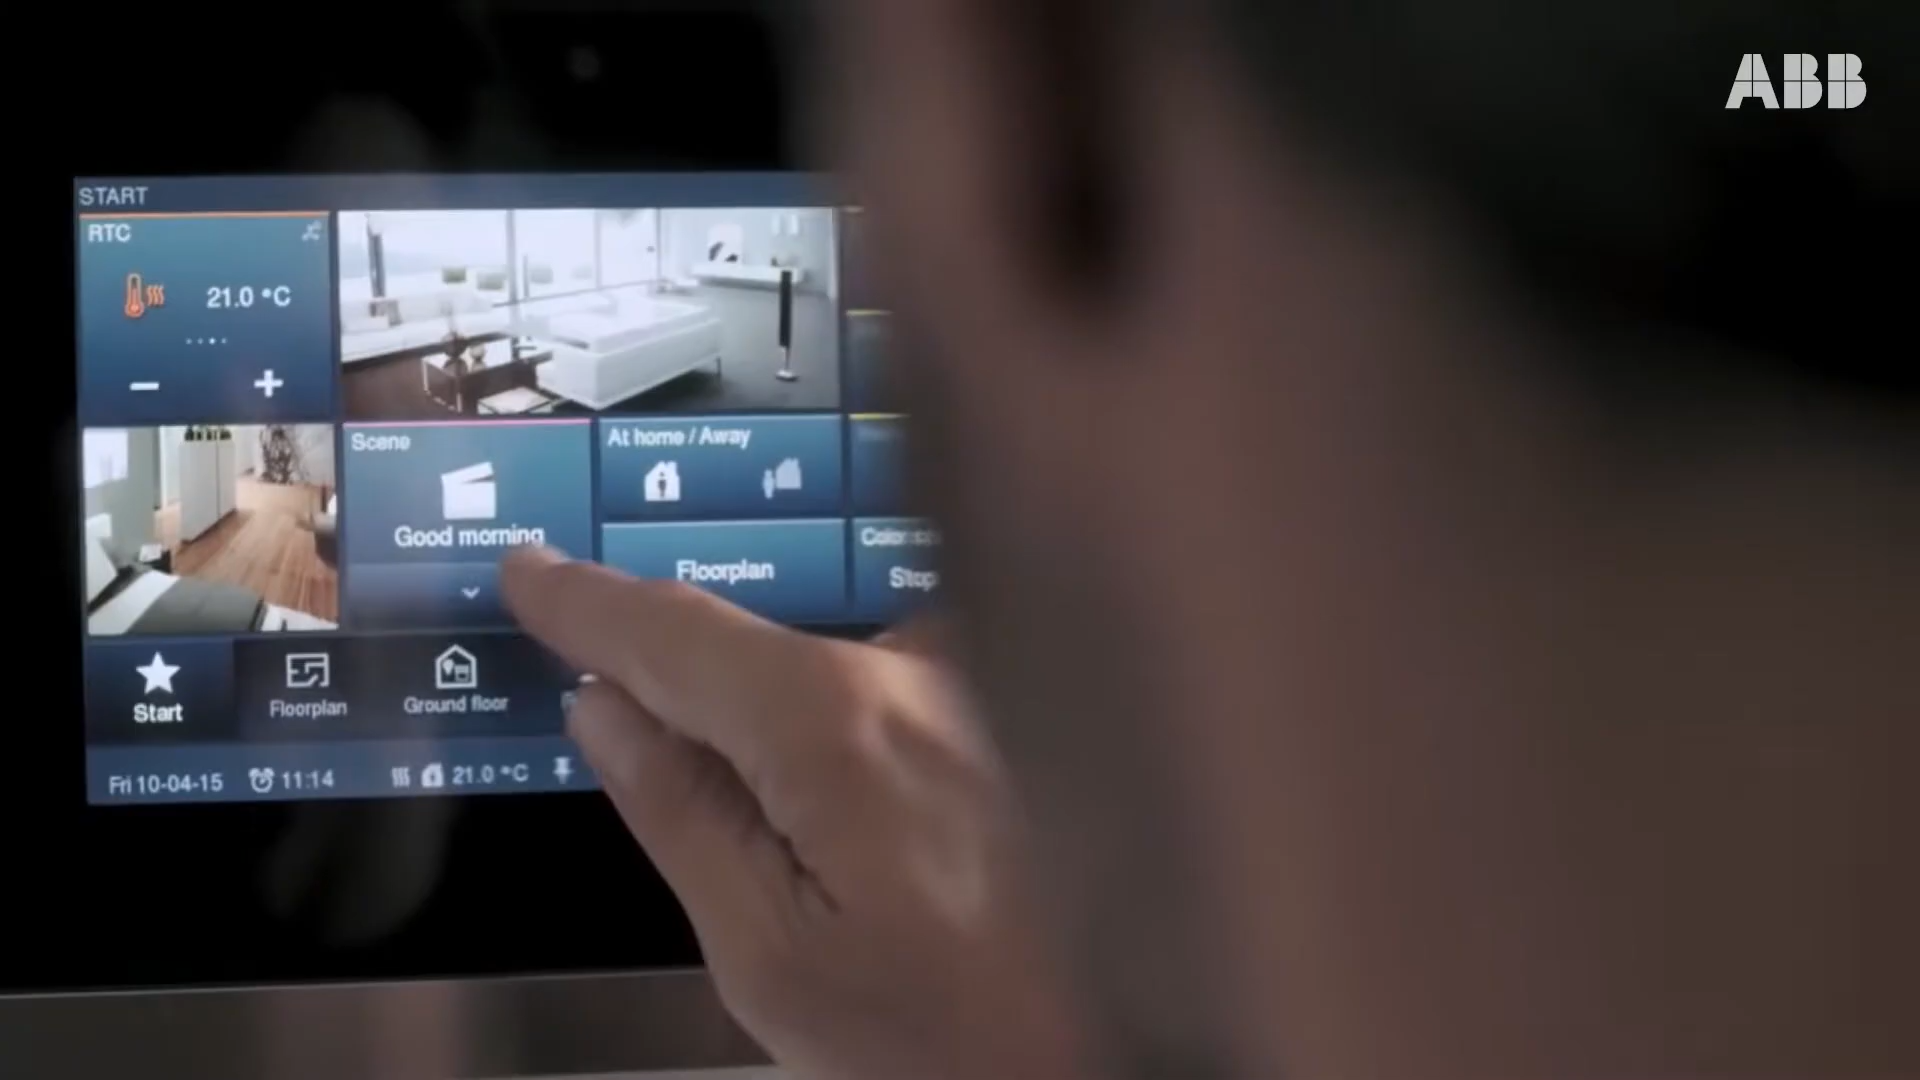 ABB
START
RTC
21.0 °C
Scene
Good morning
At home / Away
Floorplan
Stop
Start
Floorplan
Ground floor
Fri 10-04-15
11:14
21.0 °C